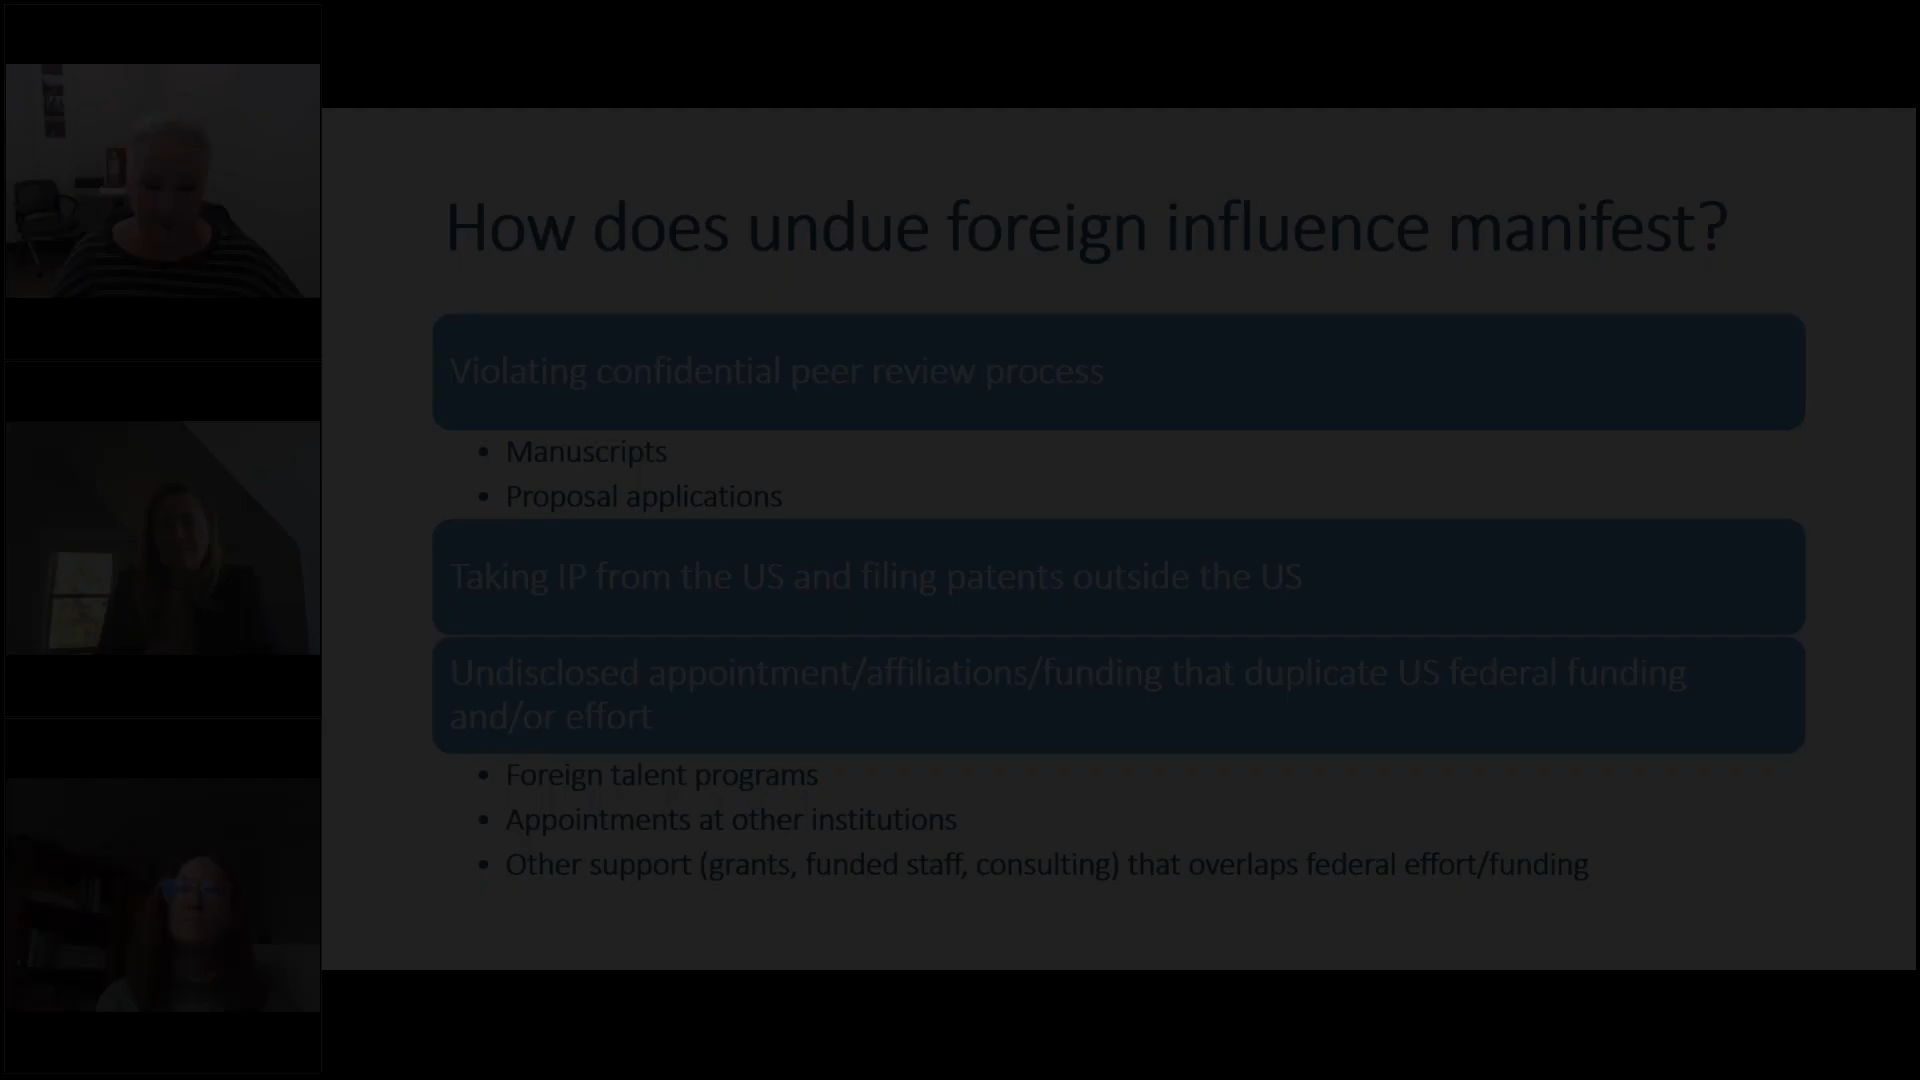 How does undue foreign influence manifest?
Violating confidential peer review process
• Manuscripts
• Proposal applications
Taking IP from the US and filing patents outside the US
Undisclosed appointment/affiliations/funding that duplicate US federal funding
and/or effort
• Foreign talent programs
• Appointments at other institutions
• Other support (grants, funded staff, consulting) that overlaps federal effort/funding